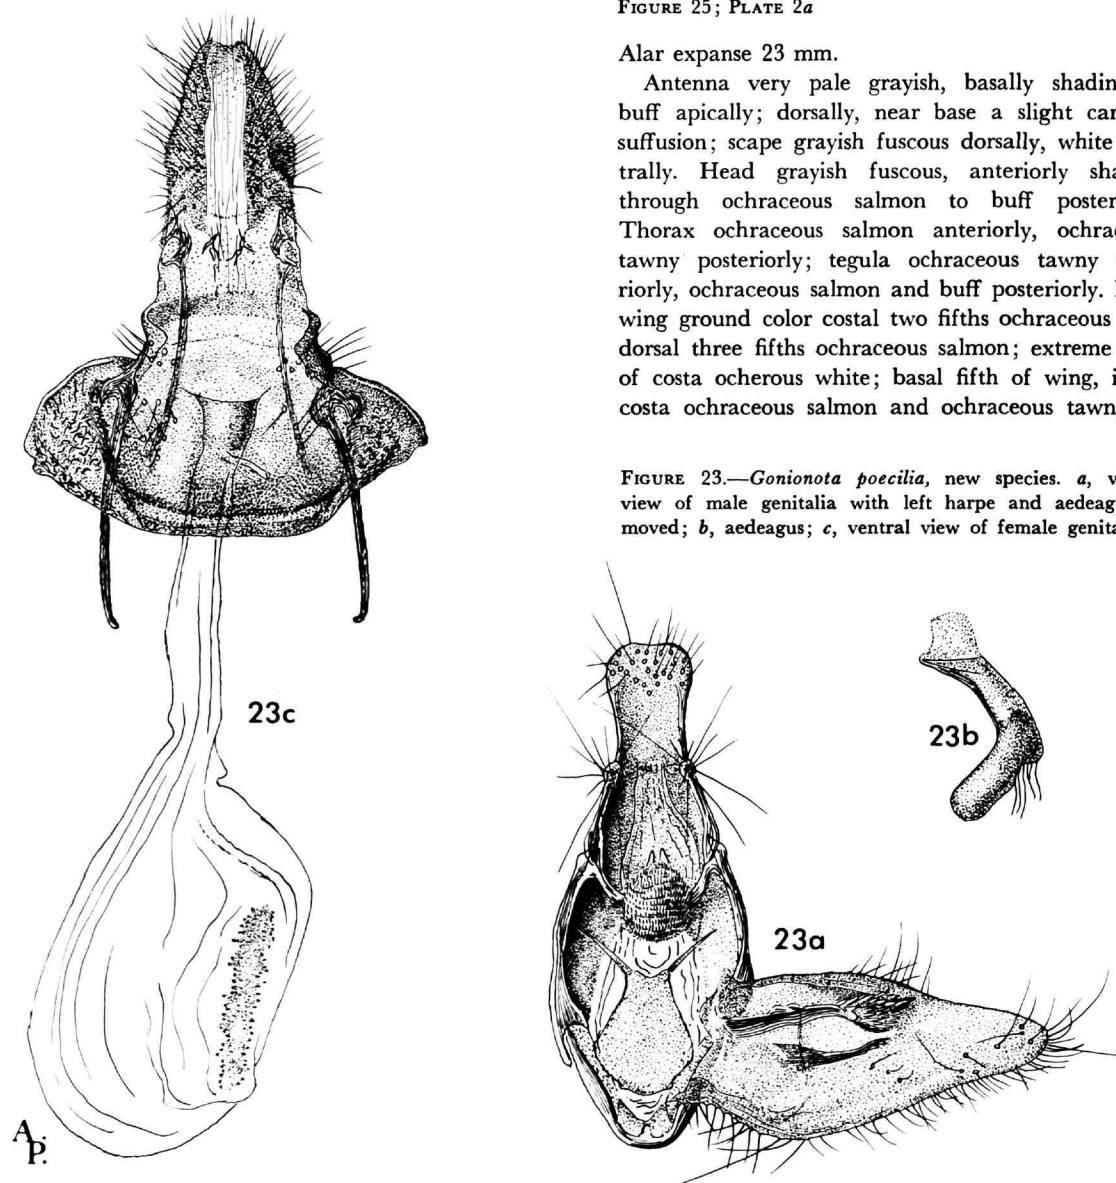 FIGURE 25; PLATE 2a
Alar expanse 23 mm.
Antenna very pale grayish, basally shadin
buff apically; dorsally, near base a slight car
suffusion; scape grayish fuscous dorsally, white
trally. Head grayish fuscous, anteriorly sha
through ochraceous salmon to buff poster
Thorax ochraceous salmon anteriorly, ochrac
tawny posteriorly; tegula ochraceous tawny
riorly, ochraceous salmon and buff posteriorly.
wing ground color costal two fifths ochraceous
dorsal three fifths ochraceous salmon; extreme
of costa ocherous white; basal fifth of wing, i
costa ochraceous salmon and ochraceous tawn
FIGURE 23.—Gonionota poecilia, new species. a, v
view of male genitalia with left harpe and aedeag
moved; b, aedeagus; c, ventral view of female genita
23c
23b
23a
A.P.